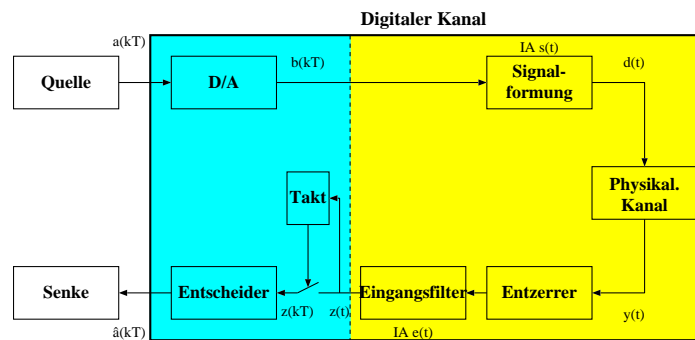 Digitaler Kanal
a(kT)
IA s(t)
Quelle
D/A
b(kT)
Signal-
formung
d(t)
Takt
Physikal.
Kanal
Senke
Entscheider
Eingangsfilter
Entzerrer
z(kT)
z(t)
y(t)
â(kT)
IA e(t)